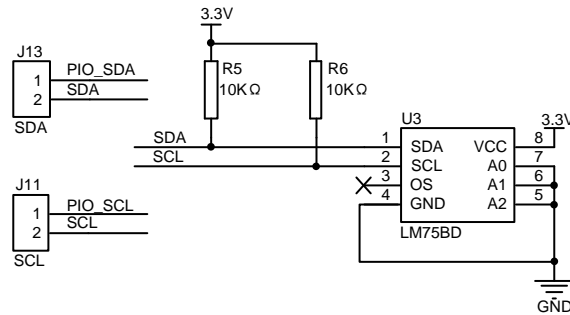 3.3V
J13
1 PIO_SDA
2 SDA
SDA
R5
10KΩ
R6
10KΩ
U3
3.3V
SDA 1 SDA VCC 8
SCL 2 SCL A0 7
3 OS A1 6
4 GND A2 5
LM75BD
J11
1 PIO_SCL
2 SCL
SCL
GND